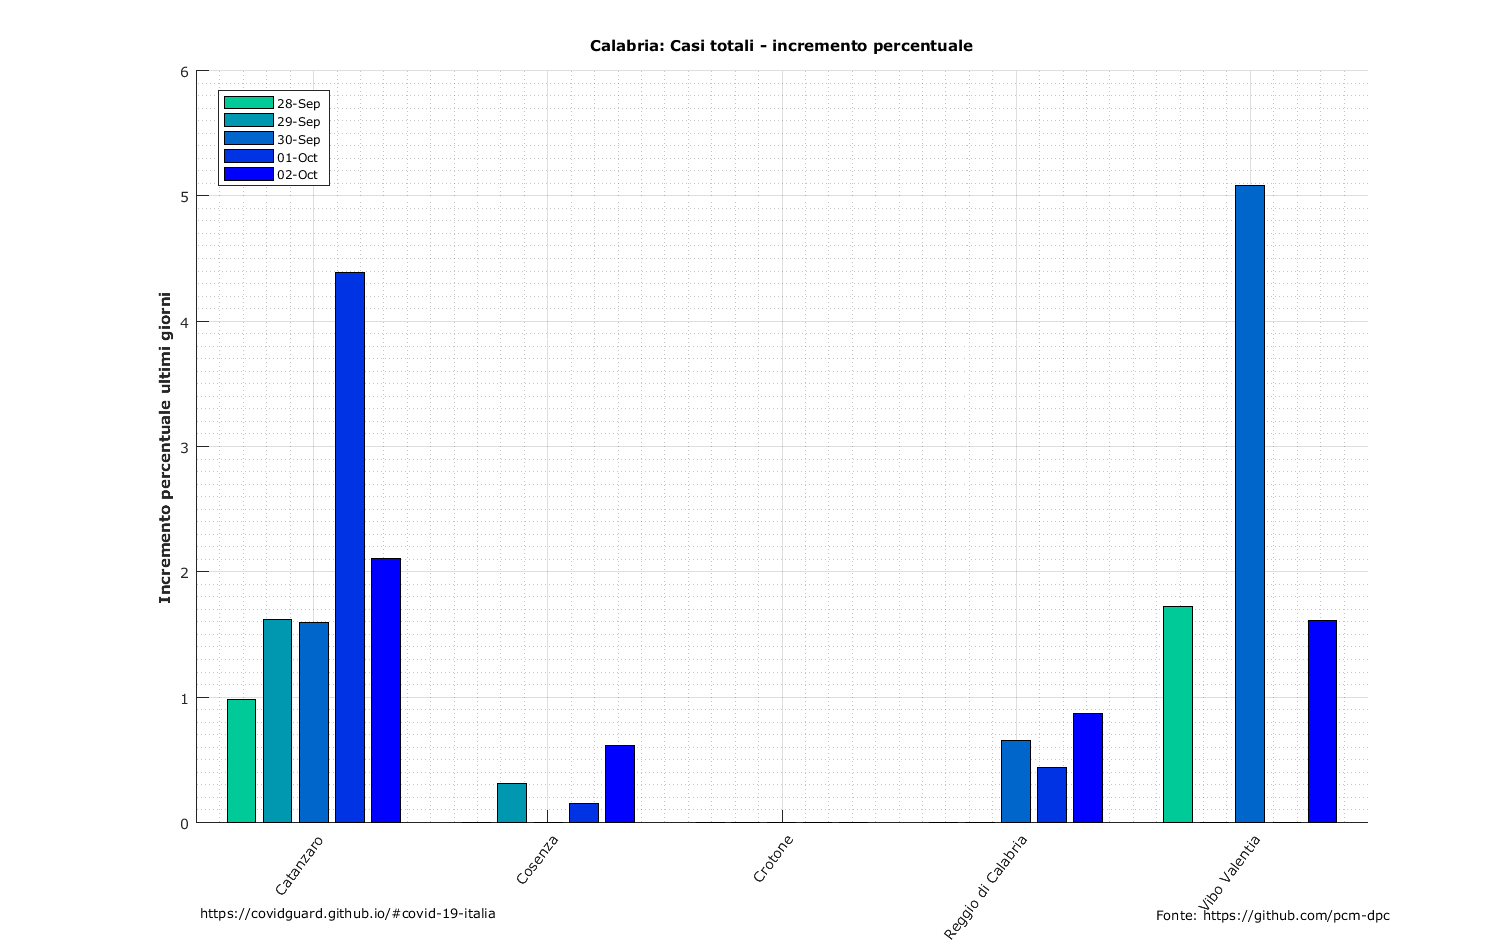 Calabria: Casi totali - incremento percentuale
6
5
4
3
2
1
0
Incremento percentuale ultimi giorni
28-Sep
29-Sep
30-Sep
01-Oct
02-Oct
Catanzaro
Cosenza
Crotone
Reggio di Calabria
Vibo Valentia
https://covidguard.github.io/#covid-19-italia
Fonte: https://github.com/pcm-dpc